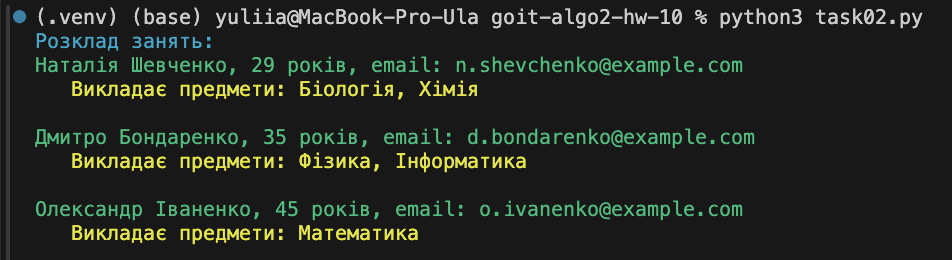 (.venv) (base) yuliia@MacBook-Pro-Ula goit-algo2-hw-10 % python3 task02.py
Розклад занять:
Наталія Шевченко, 29 років, email: n.shevchenko@example.com
Викладає предмети: Біологія, Хімія
Дмитро Бондаренко, 35 років, email: d.bondarenko@example.com
Викладає предмети: Фізика, Інформатика
Олександр Іваненко, 45 років, email: o.ivanenko@example.com
Викладає предмети: Математика